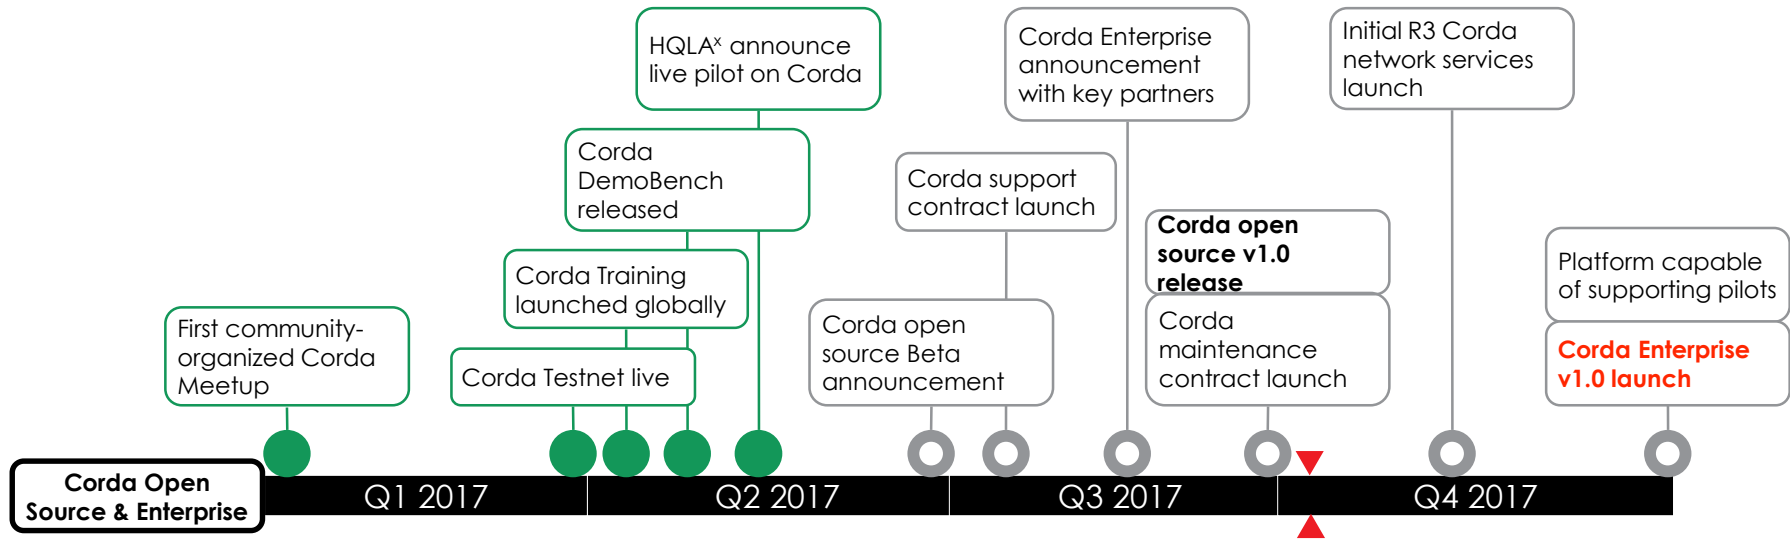 HQLAˣ announce
live pilot on Corda
Corda Enterprise
announcement
with key partners
Initial R3 Corda
network services
launch
Corda
DemoBench
released
Corda support
contract launch
Corda open
source v1.0
release
Platform capable
of supporting pilots
Corda Training
launched globally
First community-
organized Corda
Meetup
Corda open
source Beta
announcement
Corda
maintenance
contract launch
Corda Enterprise
v1.0 launch
Corda Testnet live
Corda Open
Source & Enterprise
Q1 2017
Q2 2017
Q3 2017
Q4 2017